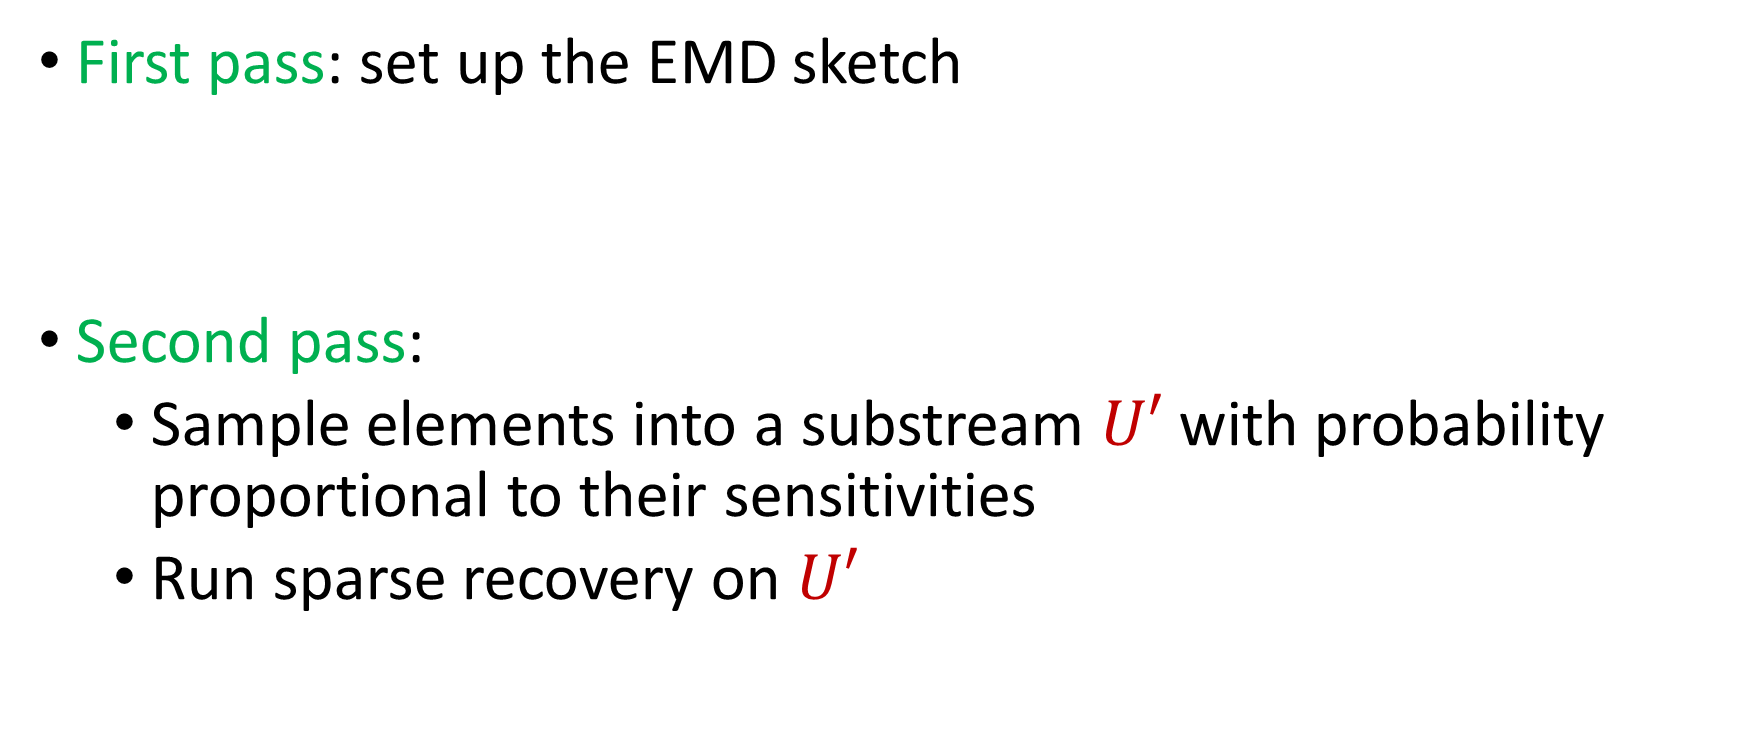 • First pass: set up the EMD sketch
• Second pass:
• Sample elements into a substream U′ with probability
proportional to their sensitivities
• Run sparse recovery on U′